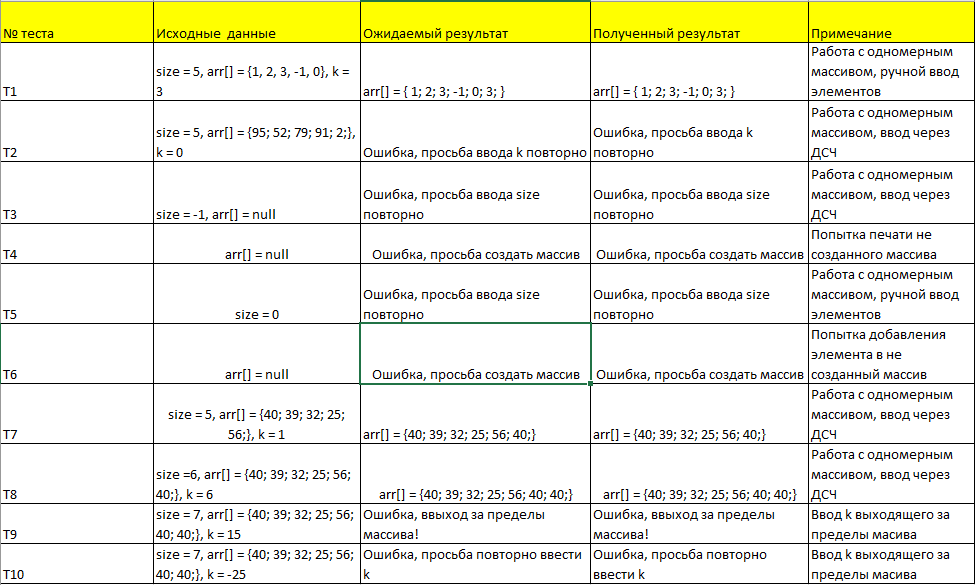 № теста Исходные данные Ожидаемый результат Полученный результат Примечание
T1
size = 5, arr[] = {1, 2, 3, -1, 0}, k =
3
arr[] = { 1; 2; 3; -1; 0; 3; }
arr[] = { 1; 2; 3; -1; 0; 3; }
Работа с одномерным
массивом, ручной ввод
элементов
T2
size = 5, arr[] = {95; 52; 79; 91; 2;},
k = 0
Ошибка, просьба ввода k повторно
Ошибка, просьба ввода k
повторно
Работа с одномерным
массивом, ввод через
ДСЧ
T3
size = -1, arr[] = null
Ошибка, просьба ввода size
повторно
Ошибка, просьба ввода size
повторно
Работа с одномерным
массивом, ввод через
ДСЧ
T4
arr[] = null
Ошибка, просьба создать массив
Ошибка, просьба создать массив
Попытка печати не
созданного массива
T5
size = 0
Ошибка, просьба ввода size
повторно
Ошибка, просьба ввода size
повторно
Работа с одномерным
массивом, ручной ввод
элементов
T6
arr[] = null
Ошибка, просьба создать массив
Ошибка, просьба создать массив
Попытка добавления
элемента в не
созданный массив
T7
size = 5, arr[] = {40; 39; 32; 25;
56;}, k = 1
arr[] = {40; 39; 32; 25; 56; 40;}
arr[] = {40; 39; 32; 25; 56; 40;}
Работа с одномерным
массивом, ввод через
ДСЧ
T8
size =6, arr[] = {40; 39; 32; 25; 56;
40;}, k = 6
arr[] = {40; 39; 32; 25; 56; 40; 40;}
arr[] = {40; 39; 32; 25; 56; 40; 40;}
Работа с одномерным
массивом, ввод через
ДСЧ
T9
size = 7, arr[] = {40; 39; 32; 25; 56;
40; 40;}, k = 15
Ошибка, ввыход за пределы
массива!
Ошибка, ввыход за пределы
массива!
Ввод k выходящего за
пределы масива
T10
size = 7, arr[] = {40; 39; 32; 25; 56;
40; 40;}, k = -25
Ошибка, просьба повторно ввести
k
Ошибка, просьба повторно
ввести k
Ввод k выходящего за
пределы масива